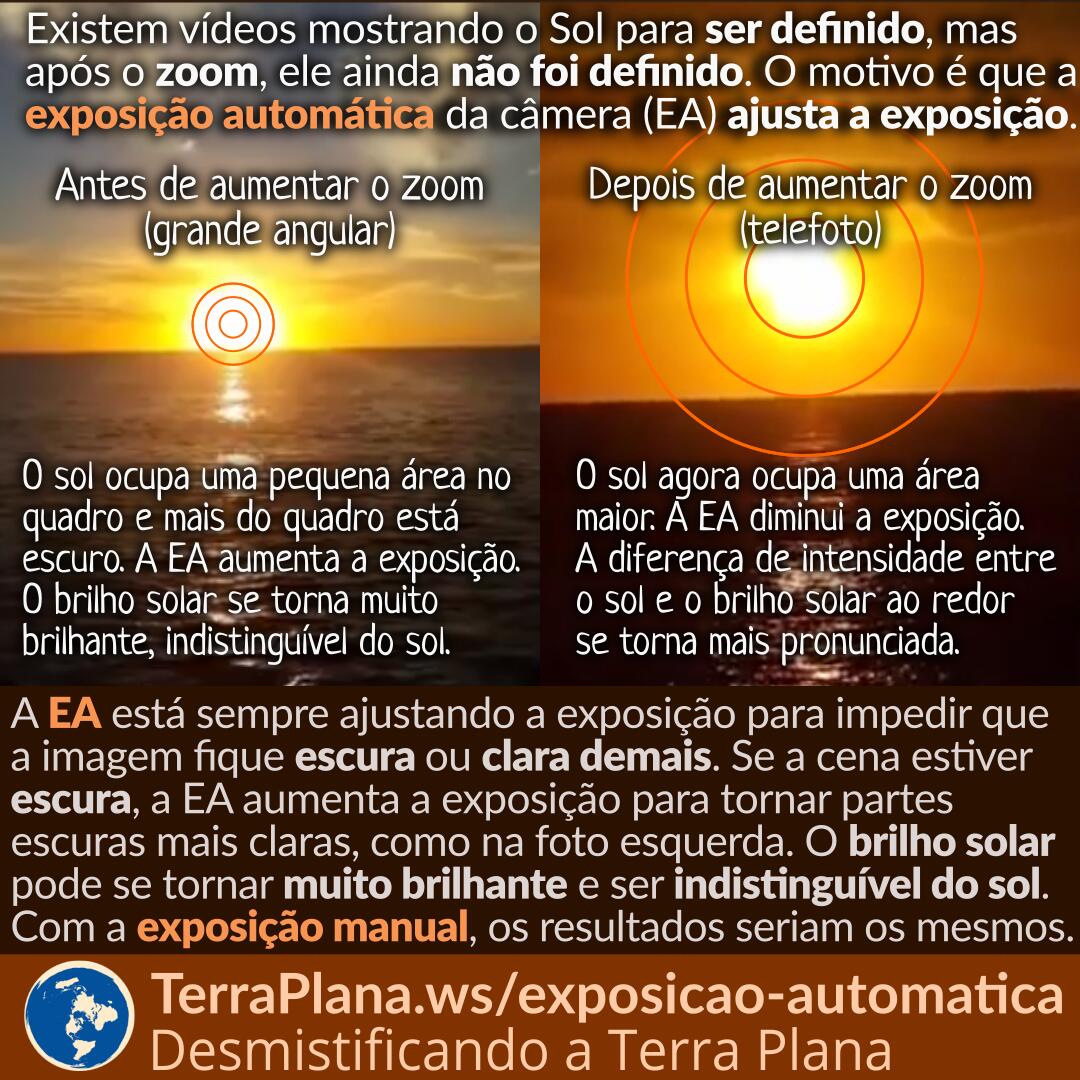 Existem vídeos mostrando o Sol para ser definido, mas
após o zoom, ele ainda não foi definido. O motivo é que a
exposição automática da câmera (EA) ajusta a exposição.
Antes de aumentar o zoom
(grande angular)
O sol ocupa uma pequena área no
quadro e mais do quadro está
escuro. A EA aumenta a exposição.
O brilho solar se torna muito
brilhante, indistinguível do sol.
Depois de aumentar o zoom
(telefoto)
O sol agora ocupa uma área
maior. A EA diminui a exposição.
A diferença de intensidade entre
o sol e o brilho solar ao redor
se torna mais pronunciada.
A EA está sempre ajustando a exposição para impedir que
a imagem fique escura ou clara demais. Se a cena estiver
escura, a EA aumenta a exposição para tornar partes
escuras mais claras, como na foto esquerda. O brilho solar
pode se tornar muito brilhante e ser indistinguível do sol.
Com a exposição manual, os resultados seriam os mesmos.
TerraPlana.ws/exposicao-automatica
Desmistificando a Terra Plana